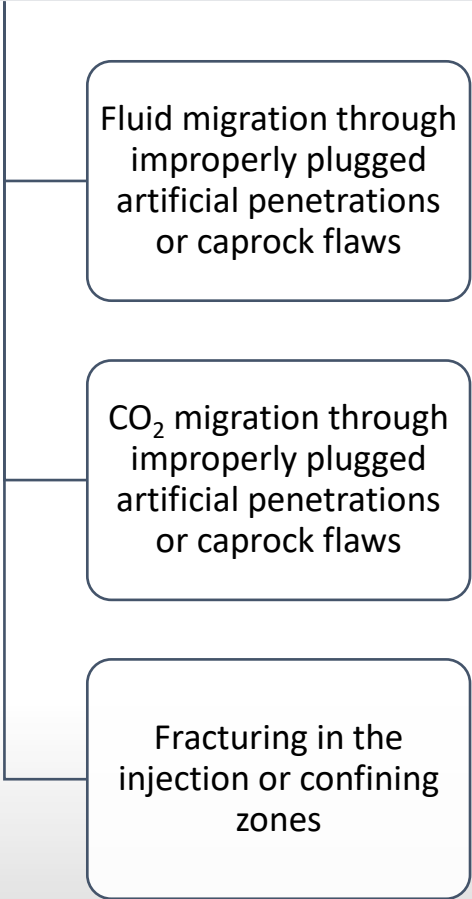 Fluid migration through
improperly plugged
artificial penetrations
or caprock flaws
CO₂ migration through
improperly plugged
artificial penetrations
or caprock flaws
Fracturing in the
injection or confining
zones